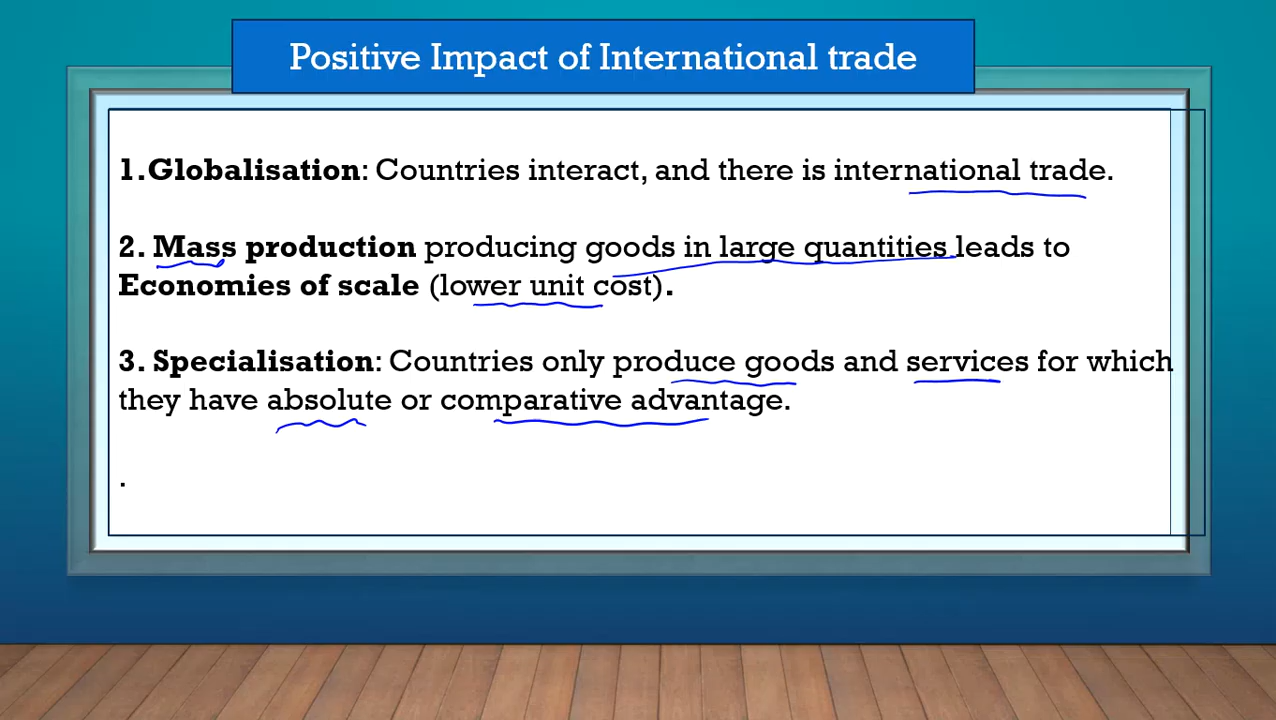 Positive Impact of International trade
1.Globalisation: Countries interact, and there is international trade.
2. Mass production producing goods in large quantities leads to
Economies of scale (lower unit cost).
3. Specialisation: Countries only produce goods and services for which
they have absolute or comparative advantage.
.